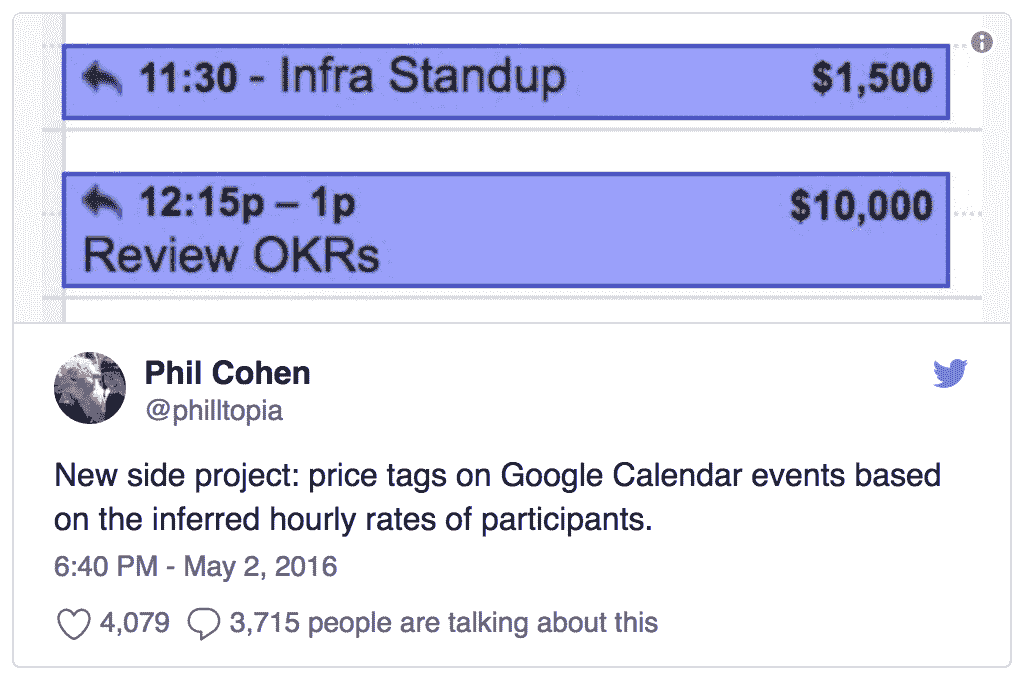 11:30 - Infra Standup $1,500
12:15p – 1p $10,000
Review OKRs
Phil Cohen
@philltopia
New side project: price tags on Google Calendar events based
on the inferred hourly rates of participants.
6:40 PM - May 2, 2016
4,079 3,715 people are talking about this